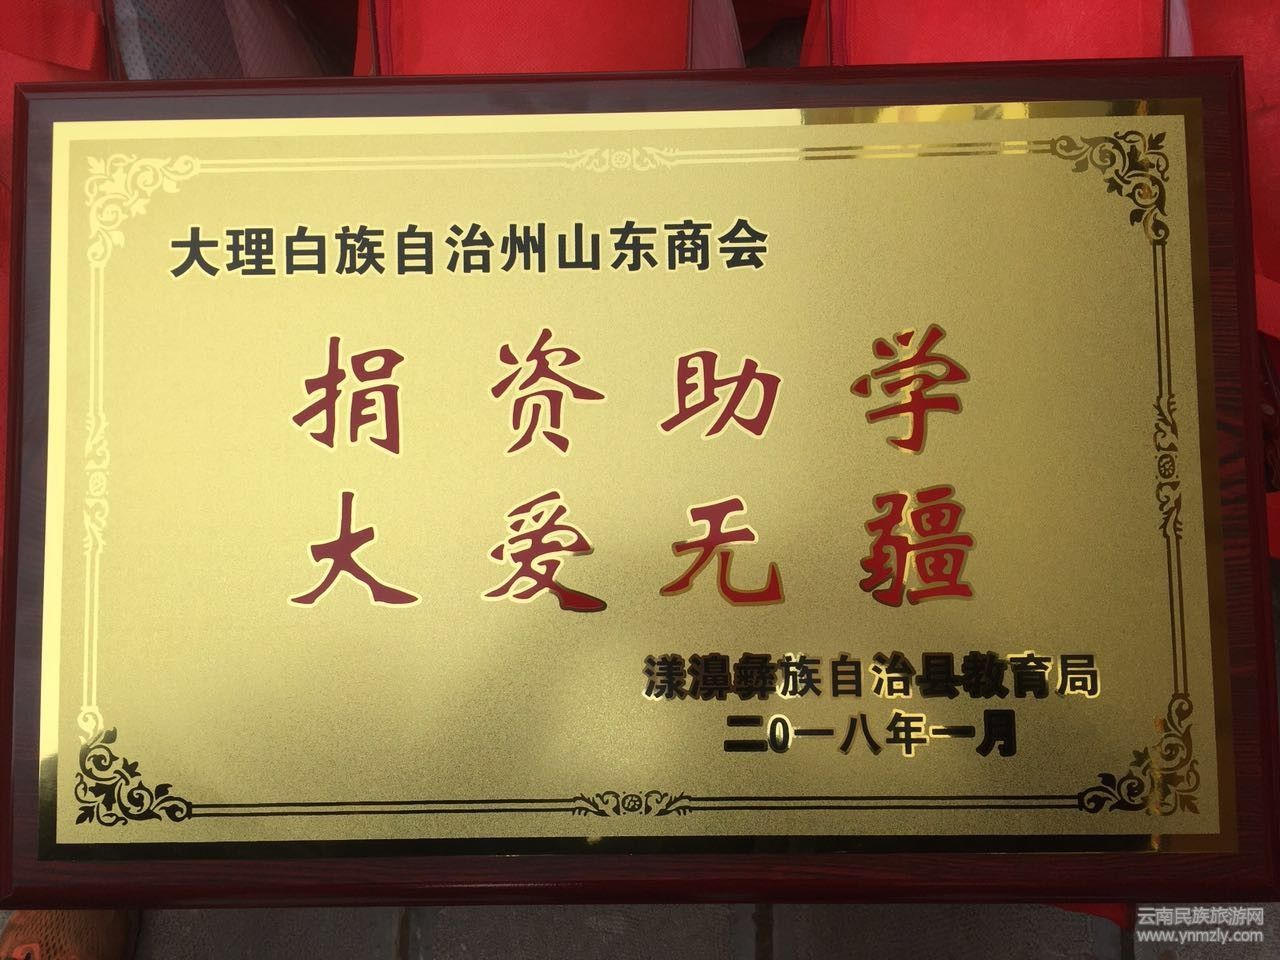 大理白族自治州山东商会
捐资助学
大爱无疆
漾濞彝族自治县教育局
二0一八年一月
云南民族旅游网
www.ynmzly.com